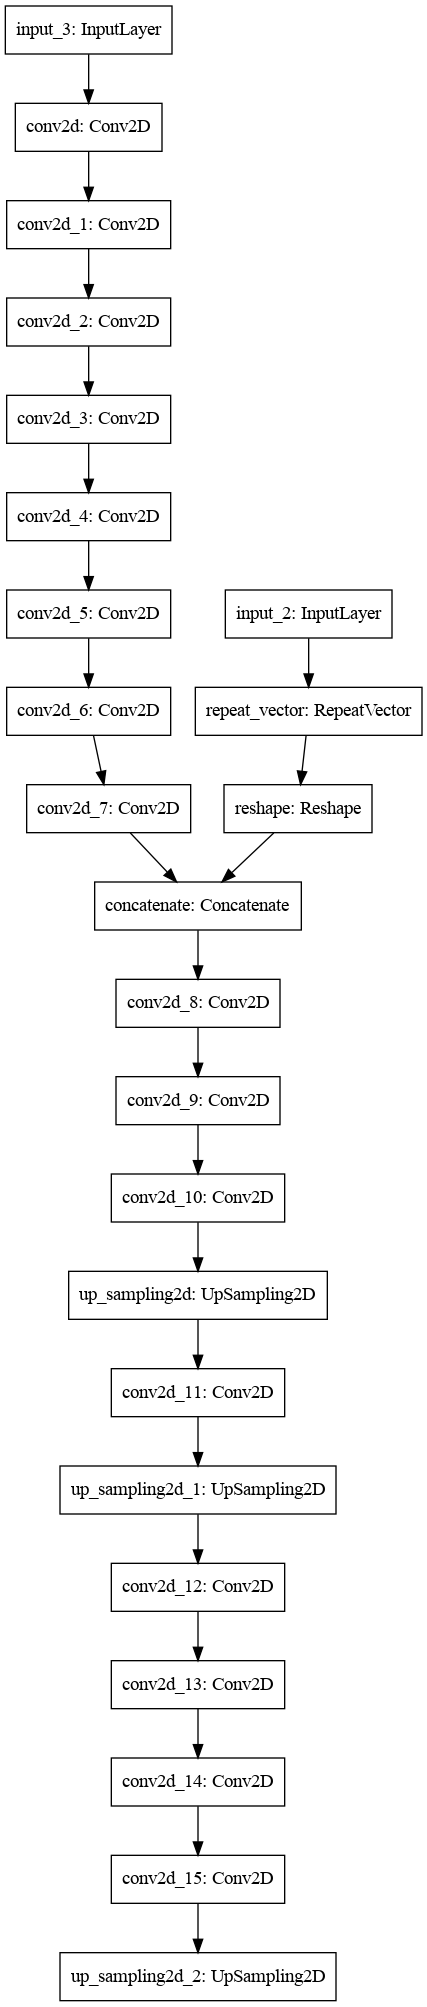 input_3: InputLayer
conv2d: Conv2D
conv2d_1: Conv2D
conv2d_2: Conv2D
conv2d_3: Conv2D
conv2d_4: Conv2D
conv2d_5: Conv2D
input_2: InputLayer
conv2d_6: Conv2D
repeat_vector: RepeatVector
conv2d_7: Conv2D
reshape: Reshape
concatenate: Concatenate
conv2d_8: Conv2D
conv2d_9: Conv2D
conv2d_10: Conv2D
up_sampling2d: UpSampling2D
conv2d_11: Conv2D
up_sampling2d_1: UpSampling2D
conv2d_12: Conv2D
conv2d_13: Conv2D
conv2d_14: Conv2D
conv2d_15: Conv2D
up_sampling2d_2: UpSampling2D